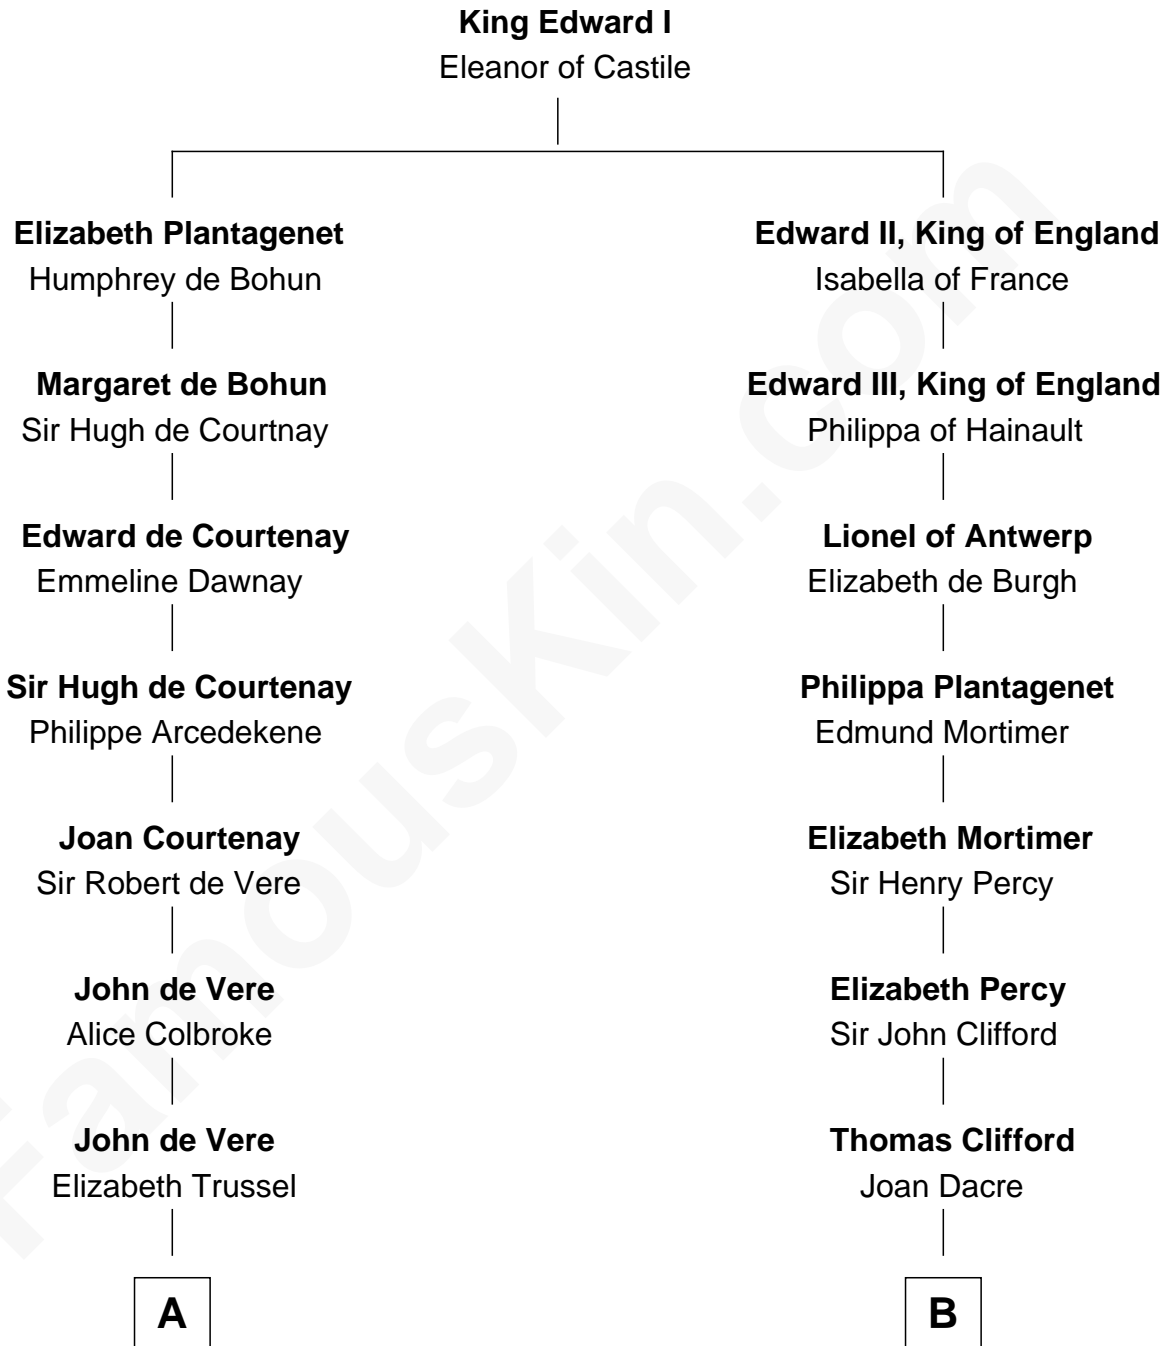 King Edward I
Eleanor of Castile
Elizabeth Plantagenet
Humphrey de Bohun
Margaret de Bohun
Sir Hugh de Courtnay
Edward de Courtenay
Emmeline Dawnay
Sir Hugh de Courtenay
Philippe Arcedekene
Joan Courtenay
Sir Robert de Vere
John de Vere
Alice Colbroke
John de Vere
Elizabeth Trussel
A
Edward II, King of England
Isabella of France
Edward III, King of England
Philippa of Hainault
Lionel of Antwerp
Elizabeth de Burgh
Philippa Plantagenet
Edmund Mortimer
Elizabeth Mortimer
Sir Henry Percy
Elizabeth Percy
Sir John Clifford
Thomas Clifford
Joan Dacre
B
FamousKin.com